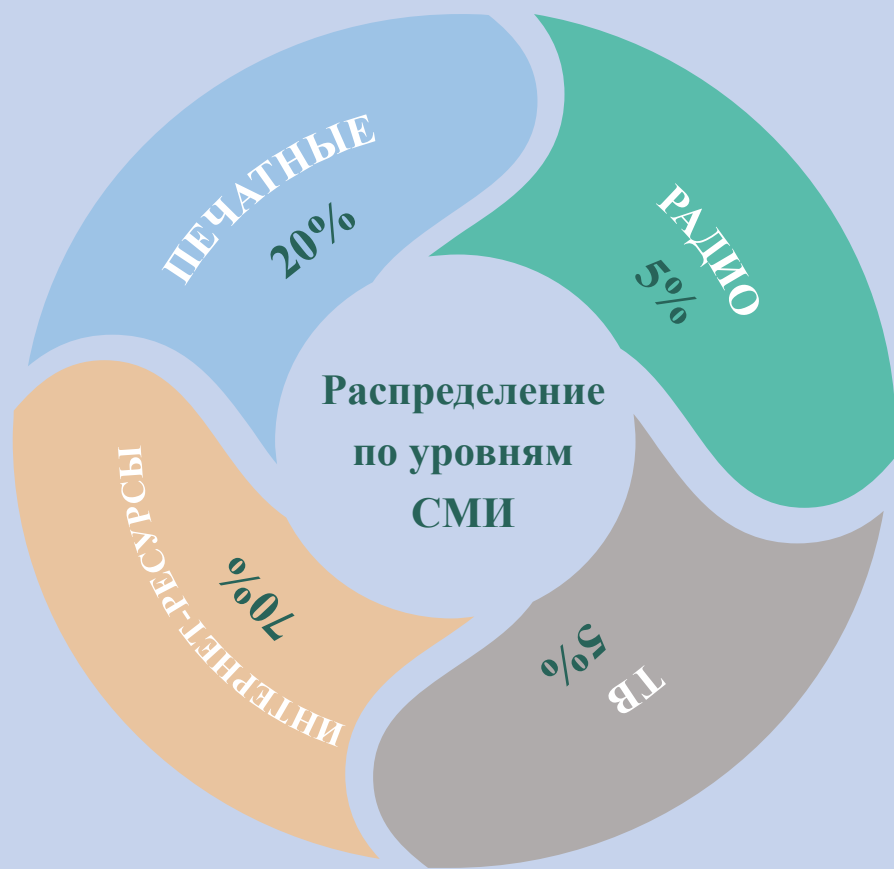 ПЕЧАТНЫЕ
20%
РАДИО
5%
Распределение
по уровням
СМИ
ИНТЕРНЕТ-РЕСУРСЫ
70%
5%
ТВ